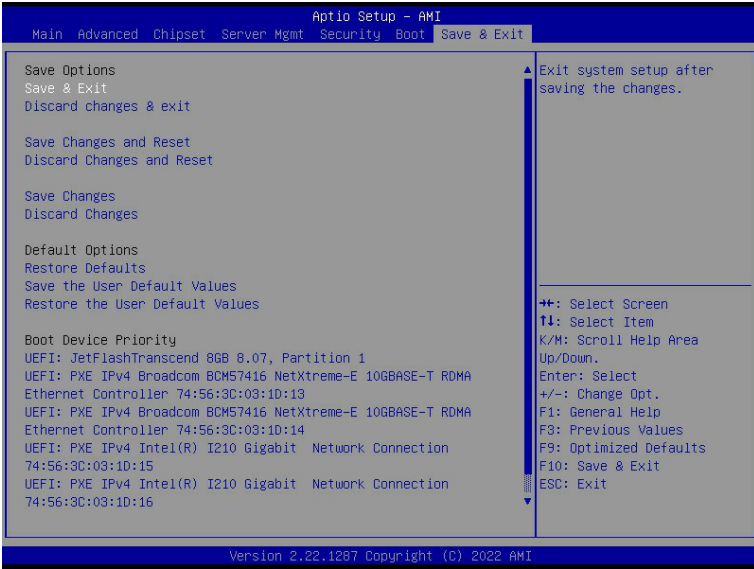 Aptio Setup - AMI
Main Advanced Chipset Server Mgmt Security Boot Save & Exit
Save Options
Save & Exit
Discard changes & exit
Save Changes and Reset
Discard Changes and Reset
Save Changes
Discard Changes
Default Options
Restore Defaults
Save the User Default Values
Restore the User Default Values
Boot Device Priority
UEFI: JetFlashTranscend 8GB 8.07, Partition 1
UEFI: PXE IPv4 Broadcom BCM57416 NetXtreme-E 10GBASE-T RDMA
Ethernet Controller 74:56:3C:03:1D:13
UEFI: PXE IPv4 Broadcom BCM57416 NetXtreme-E 10GBASE-T RDMA
Ethernet Controller 74:56:3C:03:1D:14
UEFI: PXE IPv4 Intel(R) I210 Gigabit  Network Connection
74:56:3C:03:1D:15
UEFI: PXE IPv4 Intel(R) I210 Gigabit  Network Connection
74:56:3C:03:1D:16
Exit system setup after
saving the changes.
→←: Select Screen
↑↓: Select Item
K/M: Scroll Help Area
Up/Down.
Enter: Select
+/-: Change Opt.
F1: General Help
F3: Previous Values
F9: Optimized Defaults
F10: Save & Exit
ESC: Exit
Version 2.22.1287 Copyright (C) 2022 AMI